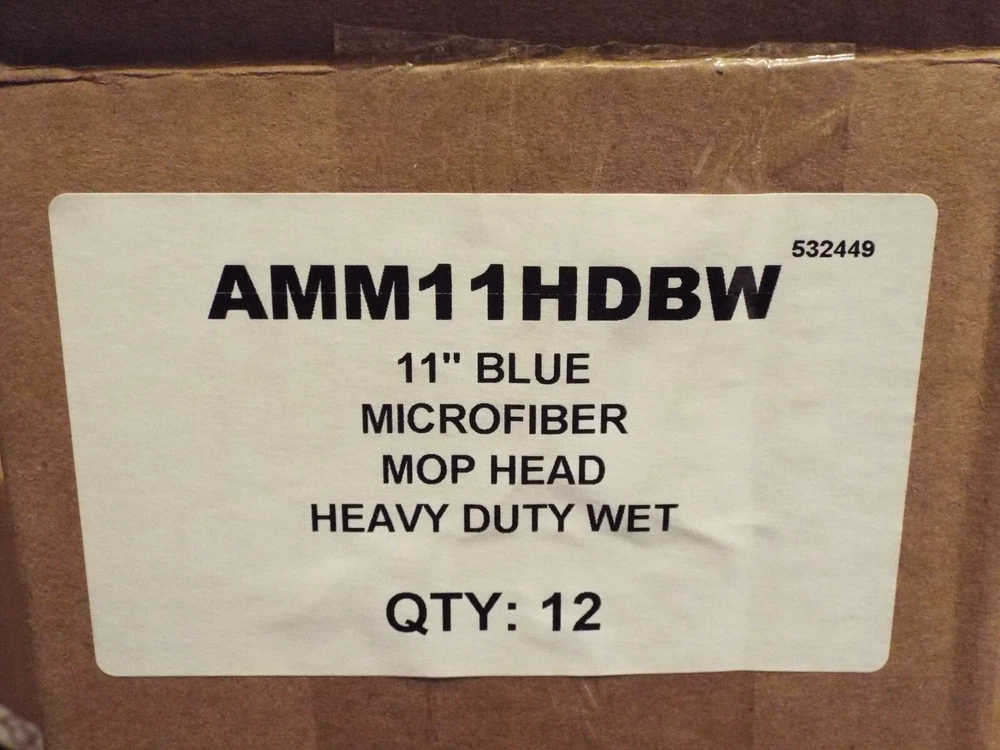 532449
AMM11HDBW
11" BLUE
MICROFIBER
MOP HEAD
HEAVY DUTY WET
QTY: 12